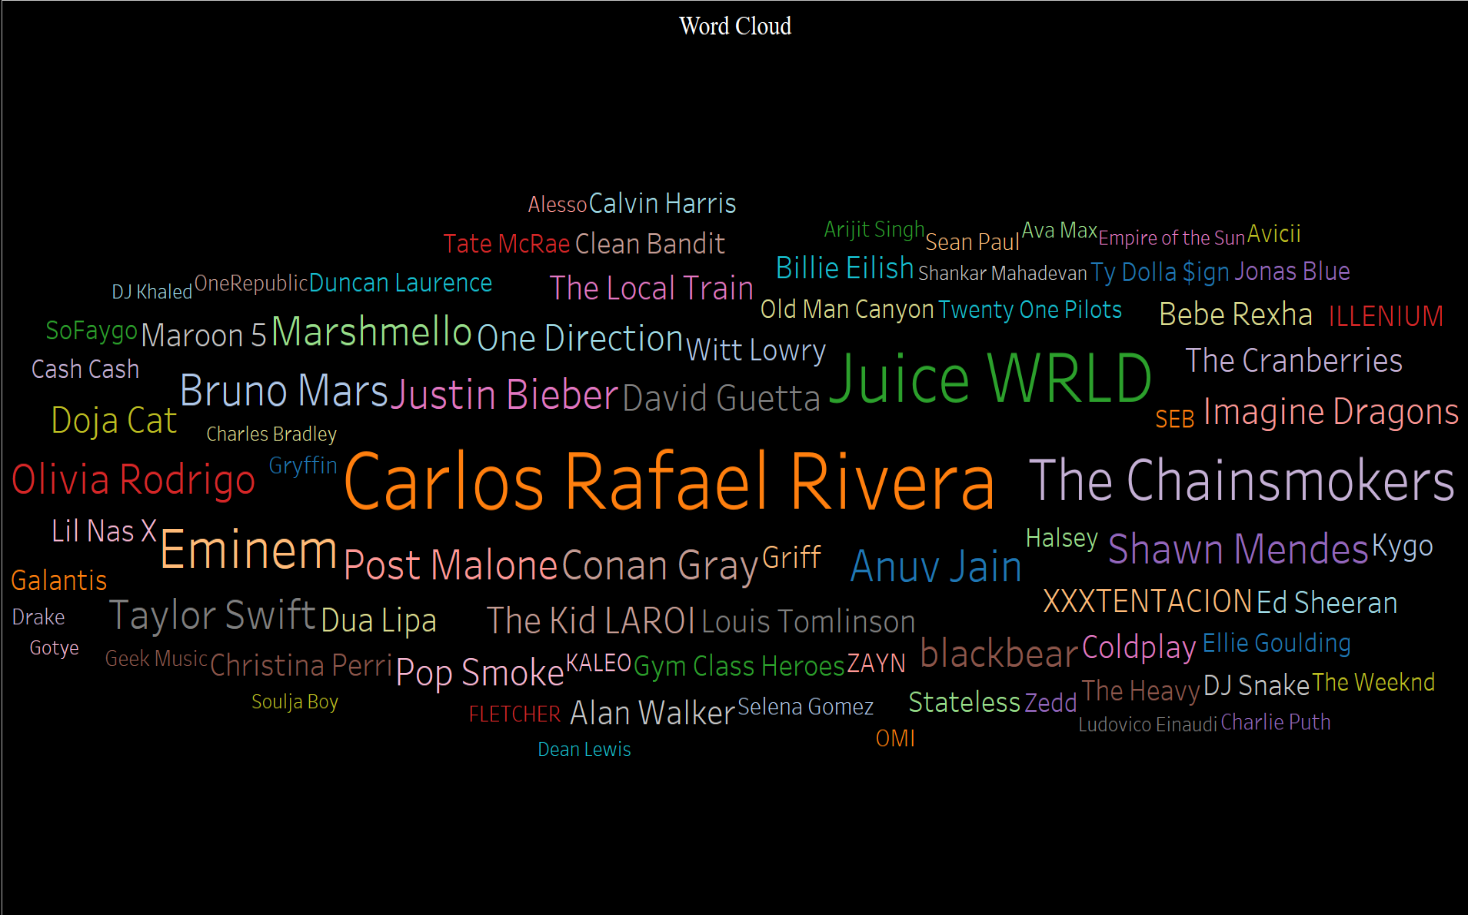 Word Cloud
Alesso Calvin Harris
Tate McRae Clean Bandit
Arijit Singh Sean Paul Ava Max Empire of the Sun Avicii
DJ Khaled OneRepublic Duncan Laurence The Local Train
Billie Eilish Shankar Mahadevan Ty Dolla $ign Jonas Blue
Old Man Canyon Twenty One Pilots Bebe Rexha ILLENIUM
SoFaygo Maroon 5 Marshmello One Direction Witt Lowry
Cash Cash Bruno Mars Justin Bieber David Guetta Juice WRLD The Cranberries
Doja Cat Charles Bradley SEB Imagine Dragons
Olivia Rodrigo Gryffin Carlos Rafael Rivera The Chainsmokers
Lil Nas X Eminem Post Malone Conan Gray Griff Anuv Jain Halsey Shawn Mendes Kygo
Galantis
Drake Taylor Swift Dua Lipa The Kid LAROI Louis Tomlinson XXXTENTACION Ed Sheeran
Gotye Geek Music Christina Perri Pop Smoke KALEO Gym Class Heroes ZAYN blackbear Coldplay Ellie Goulding
Soulja Boy FLETCHER Alan Walker Selena Gomez Stateless Zedd The Heavy DJ Snake The Weeknd
Dean Lewis OMI Ludovico Einaudi Charlie Puth